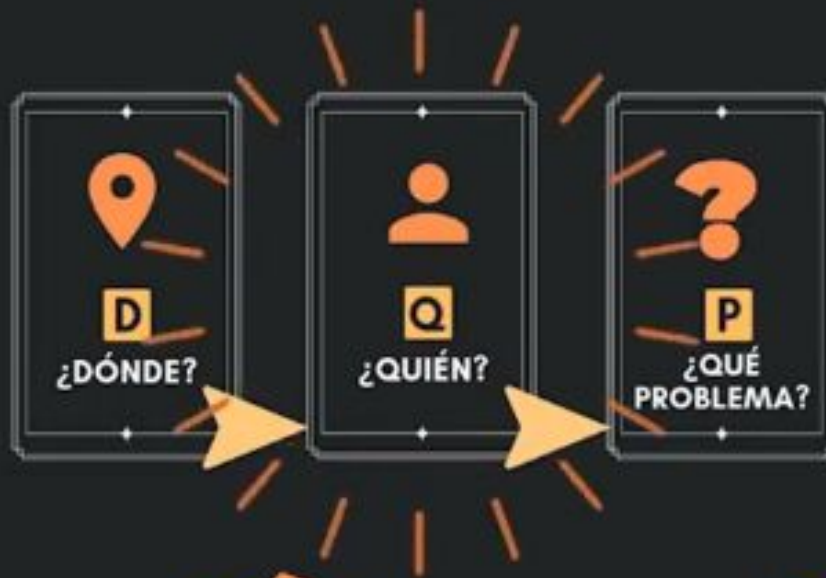 D
¿DÓNDE?
Q
¿QUIÉN?
P
¿QUÉ
PROBLEMA?